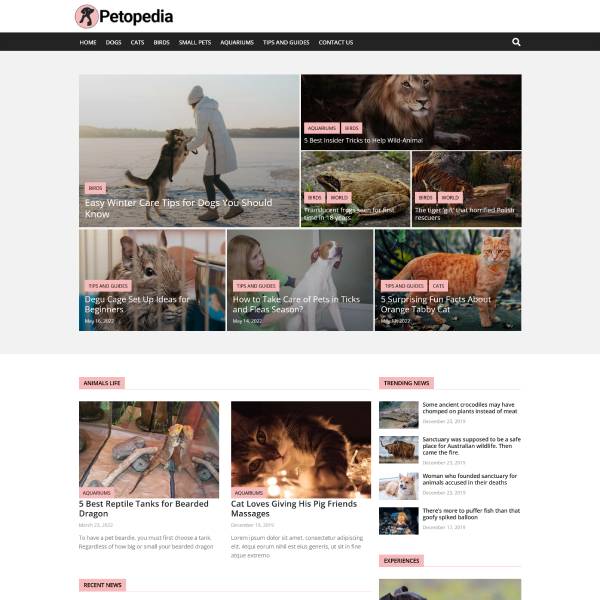 Petopedia
HOME DOGS CATS BIRDS SMALL PETS AQUARIUMS TIPS AND GUIDES CONTACT US
BIRDS
Easy Winter Care Tips for Dogs You Should
Know
AQUARIUMS BIRDS
5 Best Insider Tricks to Help Wild-Animal
BIRDS WORLD
Translucent frogs seen for first
time in 18 years
BIRDS WORLD
The tiger 'gift' that horrified Polish
rescuers
TIPS AND GUIDES
Degu Cage Set Up Ideas for
Beginners
May 16, 2022
TIPS AND GUIDES
How to Take Care of Pets in Ticks
and Fleas Season?
May 14, 2022
TIPS AND GUIDES CATS
5 Surprising Fun Facts About
Orange Tabby Cat
ANIMALS LIFE
AQUARIUMS
5 Best Reptile Tanks for Bearded
Dragon
March 23, 2022
To have a pet beardie, you must first choose a tank.
Regardless of how big or small your bearded dragon
AQUARIUMS
Cat Loves Giving His Pig Friends
Massages
December 19, 2019
Lorem ipsum dolor sit amet, consectetur adipiscing
elit. Atqui eorum nihil est eius generis, ut sit in fine
atque extremo
RECENT NEWS
TRENDING NEWS
Some ancient crocodiles may have
chomped on plants instead of meat
December 23, 2019
Sanctuary was supposed to be a safe
place for Australian wildlife. Then
came the fire.
December 23, 2019
Woman who founded sanctuary for
animals accused in their deaths
December 23, 2019
There's more to puffer fish than that
goofy spiked balloon
December 17, 2019
EXPERIENCES